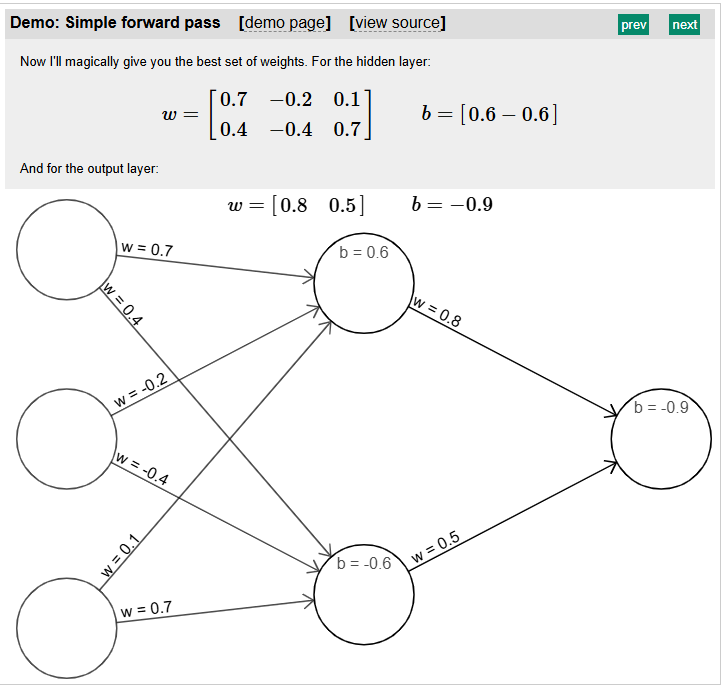 Demo: Simple forward pass [demo page] [view source] prev next
Now I'll magically give you the best set of weights. For the hidden layer:
w = [0.7 −0.2 0.1
0.4 −0.4 0.7] b = [0.6 − 0.6]
And for the output layer:
w = [0.8 0.5] b = −0.9
w = 0.7
b = 0.6
w = 0.4
w = 0.8
w = -0.2
b = -0.9
w = -0.4
w = 0.1
w = 0.5
b = -0.6
w = 0.7